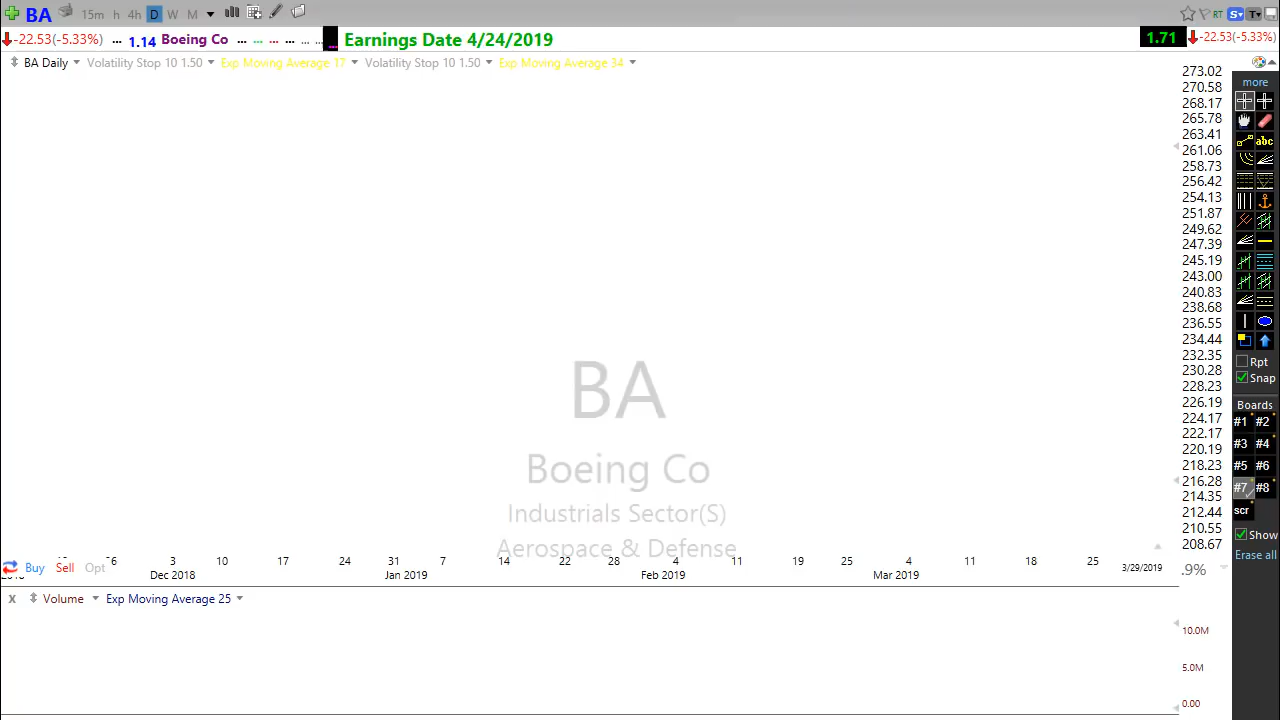 BA 15m h 4h D W M RT S T
-22.53(-5.33%) ... 1.14 Boeing Co ... ... ... ... ... ... Earnings Date 4/24/2019 1.71 -22.53(-5.33%)
BA Daily Volatility Stop 10 1.50 Exp Moving Average 17 Volatility Stop 10 1.50 Exp Moving Average 34
273.02
270.58
268.17
265.78
263.41
261.06
258.73
256.42
254.13
251.87
249.62
247.39
245.19
243.00
240.83
238.68
236.55
234.44
232.35
230.28
228.23
226.19
224.17
222.17
220.19
218.23
216.28
214.35
212.44
210.55
208.67
more
abc
Rpt
Snap
Boards
#1 #2
#3 #4
#5 #6
#7 #8
scr
Show
Erase all
BA
Boeing Co
Industrials Sector(S)
Aerospace & Defense
6 3 10 17 24 31 7 14 22 28 4 11 19 25 4 11 18 25
Buy Sell Opt Dec 2018 Jan 2019 Feb 2019 Mar 2019 3/29/2019 .9%
X Volume Exp Moving Average 25
10.0M
5.0M
0.00